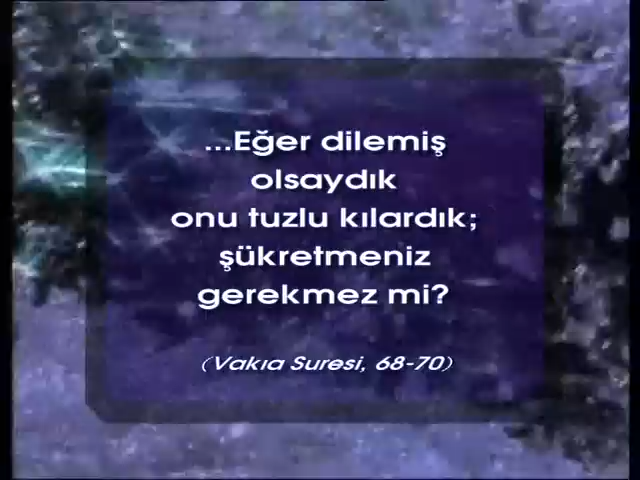 ...Eğer dilemiş
olsaydık
onu tuzlu kılardık;
şükretmeniz
gerekmez mi?
(Vakıa Suresi, 68-70)